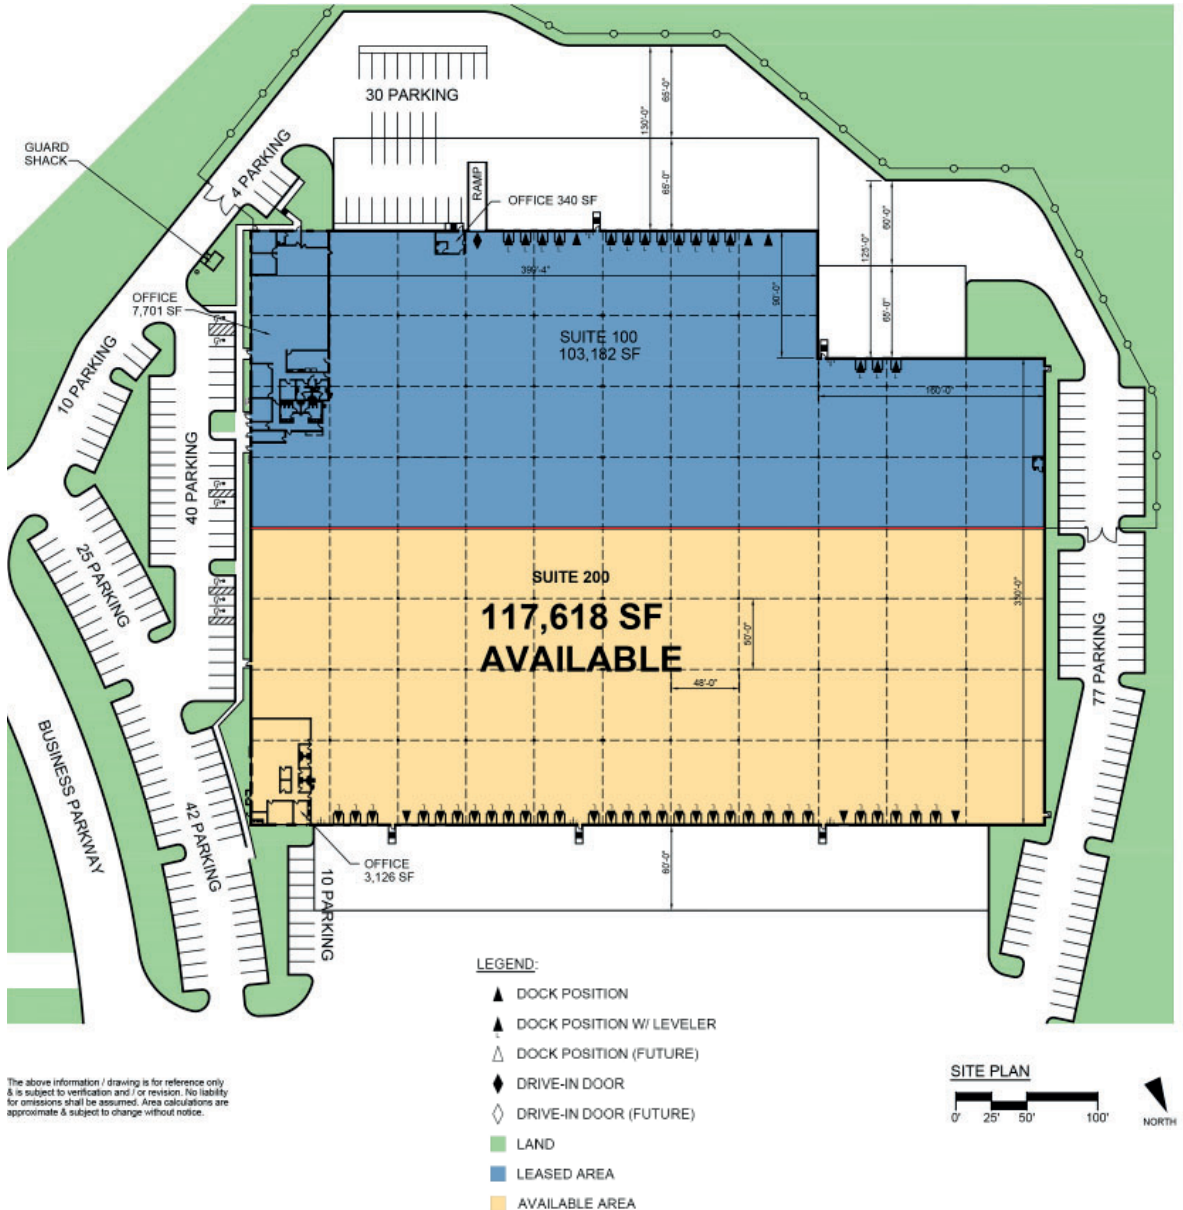 30 PARKING
GUARD
SHACK
4 PARKING
RAMP
OFFICE 340 SF
130'-0"
65'-0"
65'-0"
60'-0"
125'-0"
65'-0"
399'-4"
90'-0"
OFFICE
7,701 SF
SUITE 100
103,182 SF
160'-0"
10 PARKING
40 PARKING
25 PARKING
SUITE 200
117,618 SF
AVAILABLE
50'-0"
48'-0"
330'-0"
77 PARKING
BUSINESS PARKWAY
42 PARKING
OFFICE
3,126 SF
10 PARKING
60'-0"
LEGEND:
DOCK POSITION
DOCK POSITION W/ LEVELER
DOCK POSITION (FUTURE)
DRIVE-IN DOOR
DRIVE-IN DOOR (FUTURE)
LAND
LEASED AREA
AVAILABLE AREA
The above information / drawing is for reference only
& is subject to verification and / or revision. No liability
for omissions shall be assumed. Area calculations are
approximate & subject to change without notice.
SITE PLAN
0' 25' 50' 100'
NORTH